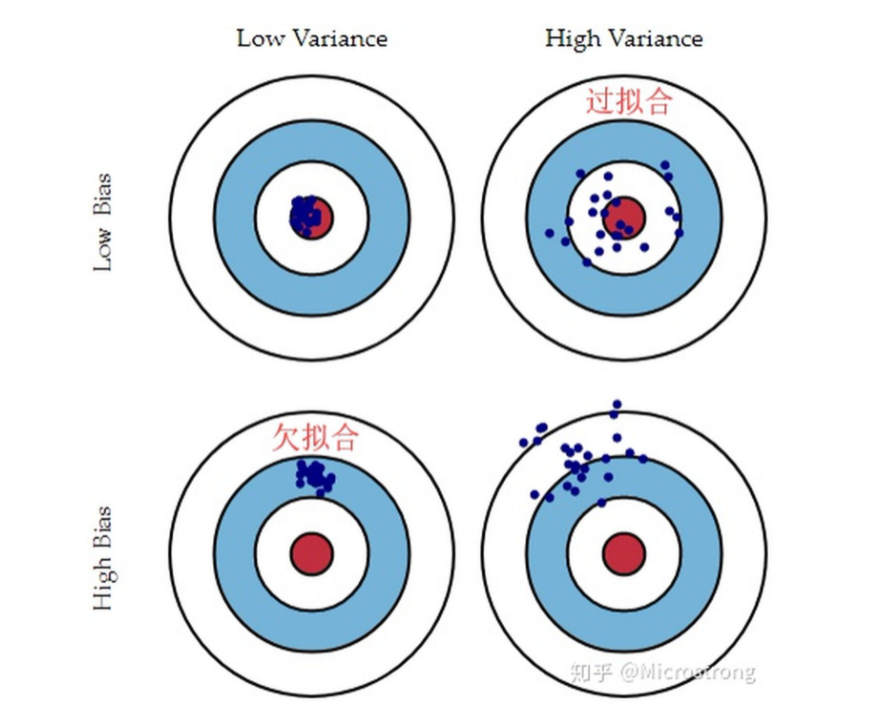 Low Variance
High Variance
Low Bias
过拟合
High Bias
欠拟合
知乎 @Microstrong